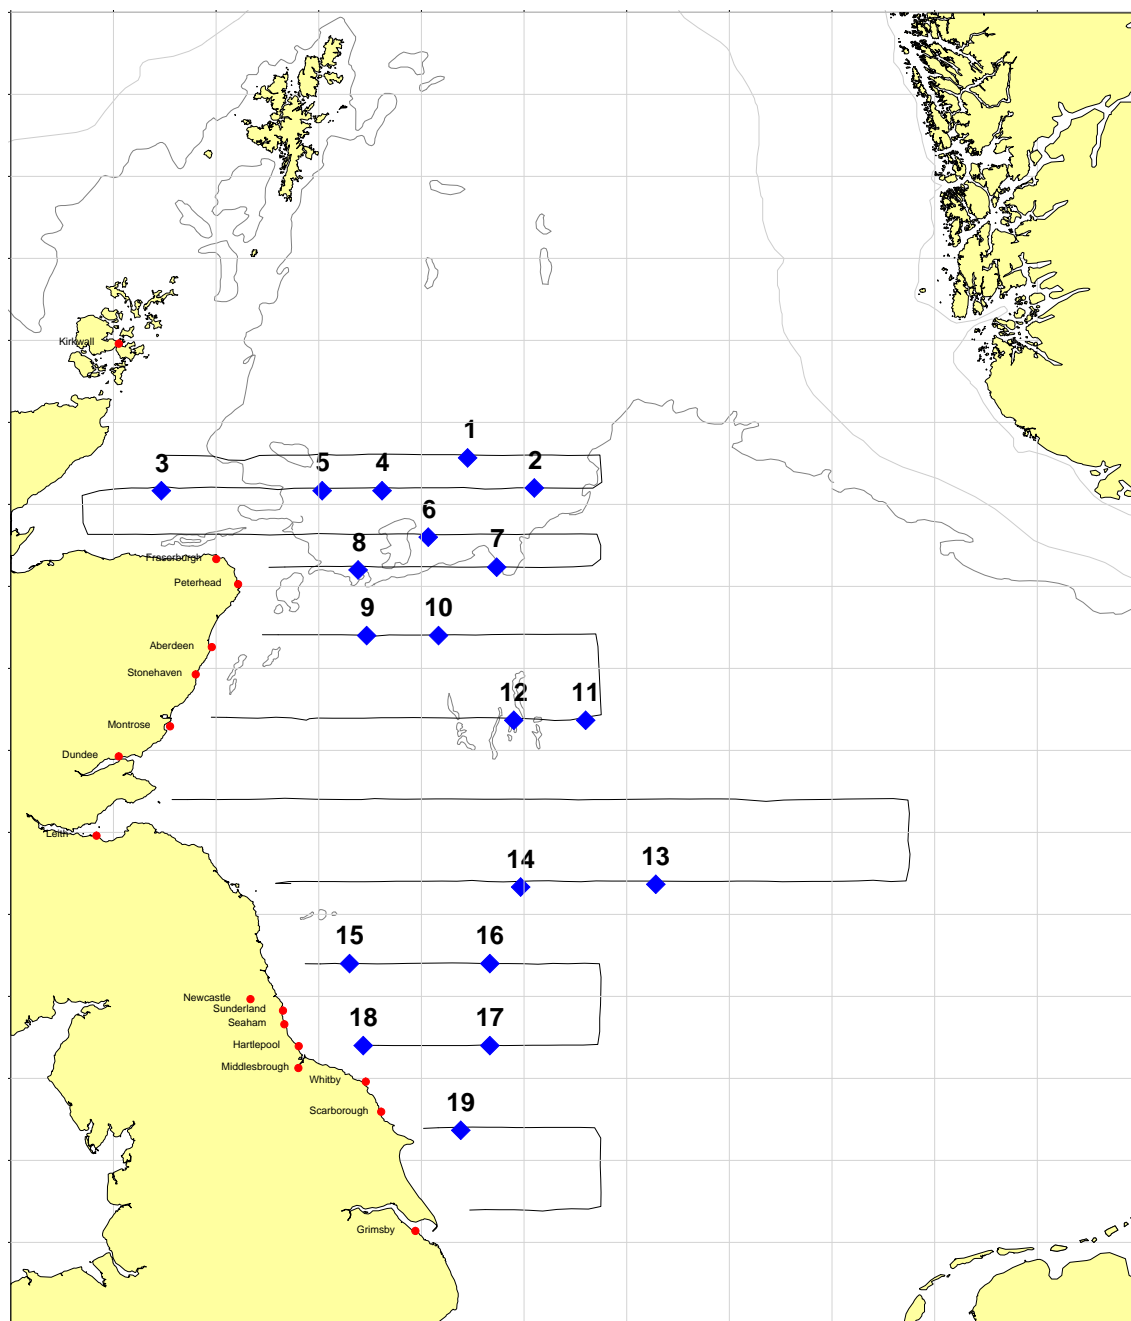 Kirkwall
1
3
5
4
2
6
8
7
Fraserburgh
Peterhead
9
10
Aberdeen
Stonehaven
12
11
Montrose
Dundee
Leith
14
13
15
16
Newcastle
Sunderland
Seaham
18
17
Hartlepool
Middlesbrough
Whitby
Scarborough
19
Grimsby